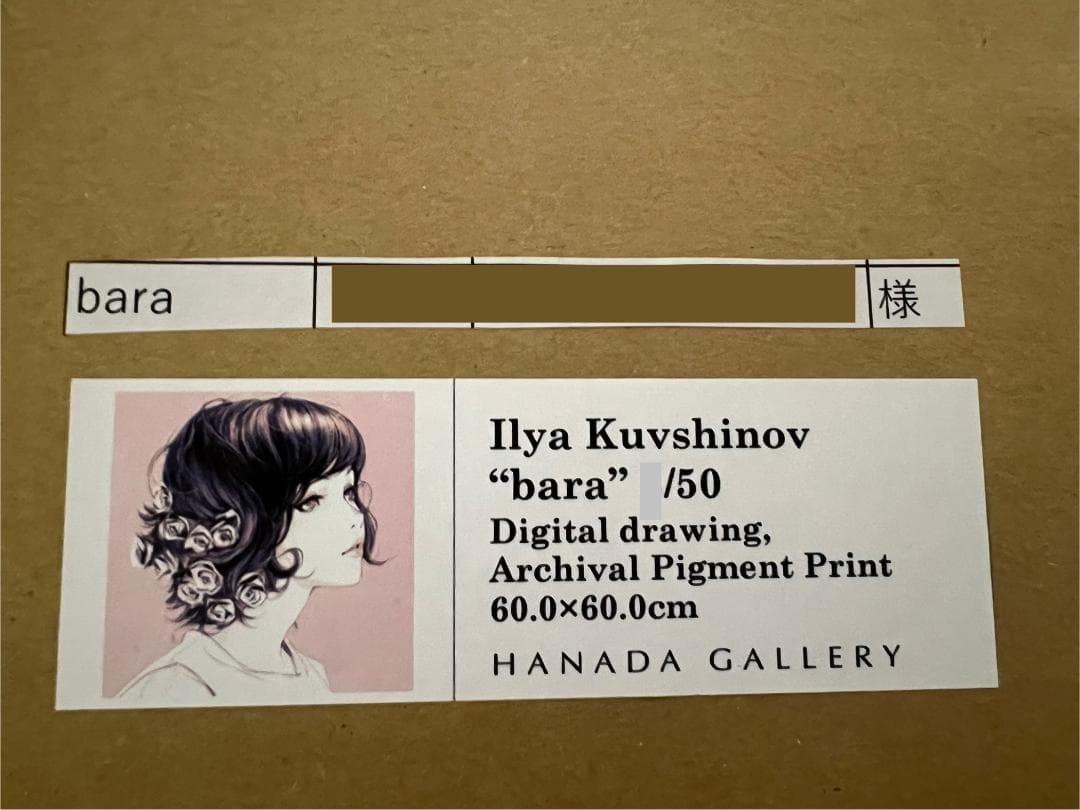 bara 様
Ilya Kuvshinov
“bara” /50
Digital drawing,
Archival Pigment Print
60.0×60.0cm
HANADA GALLERY